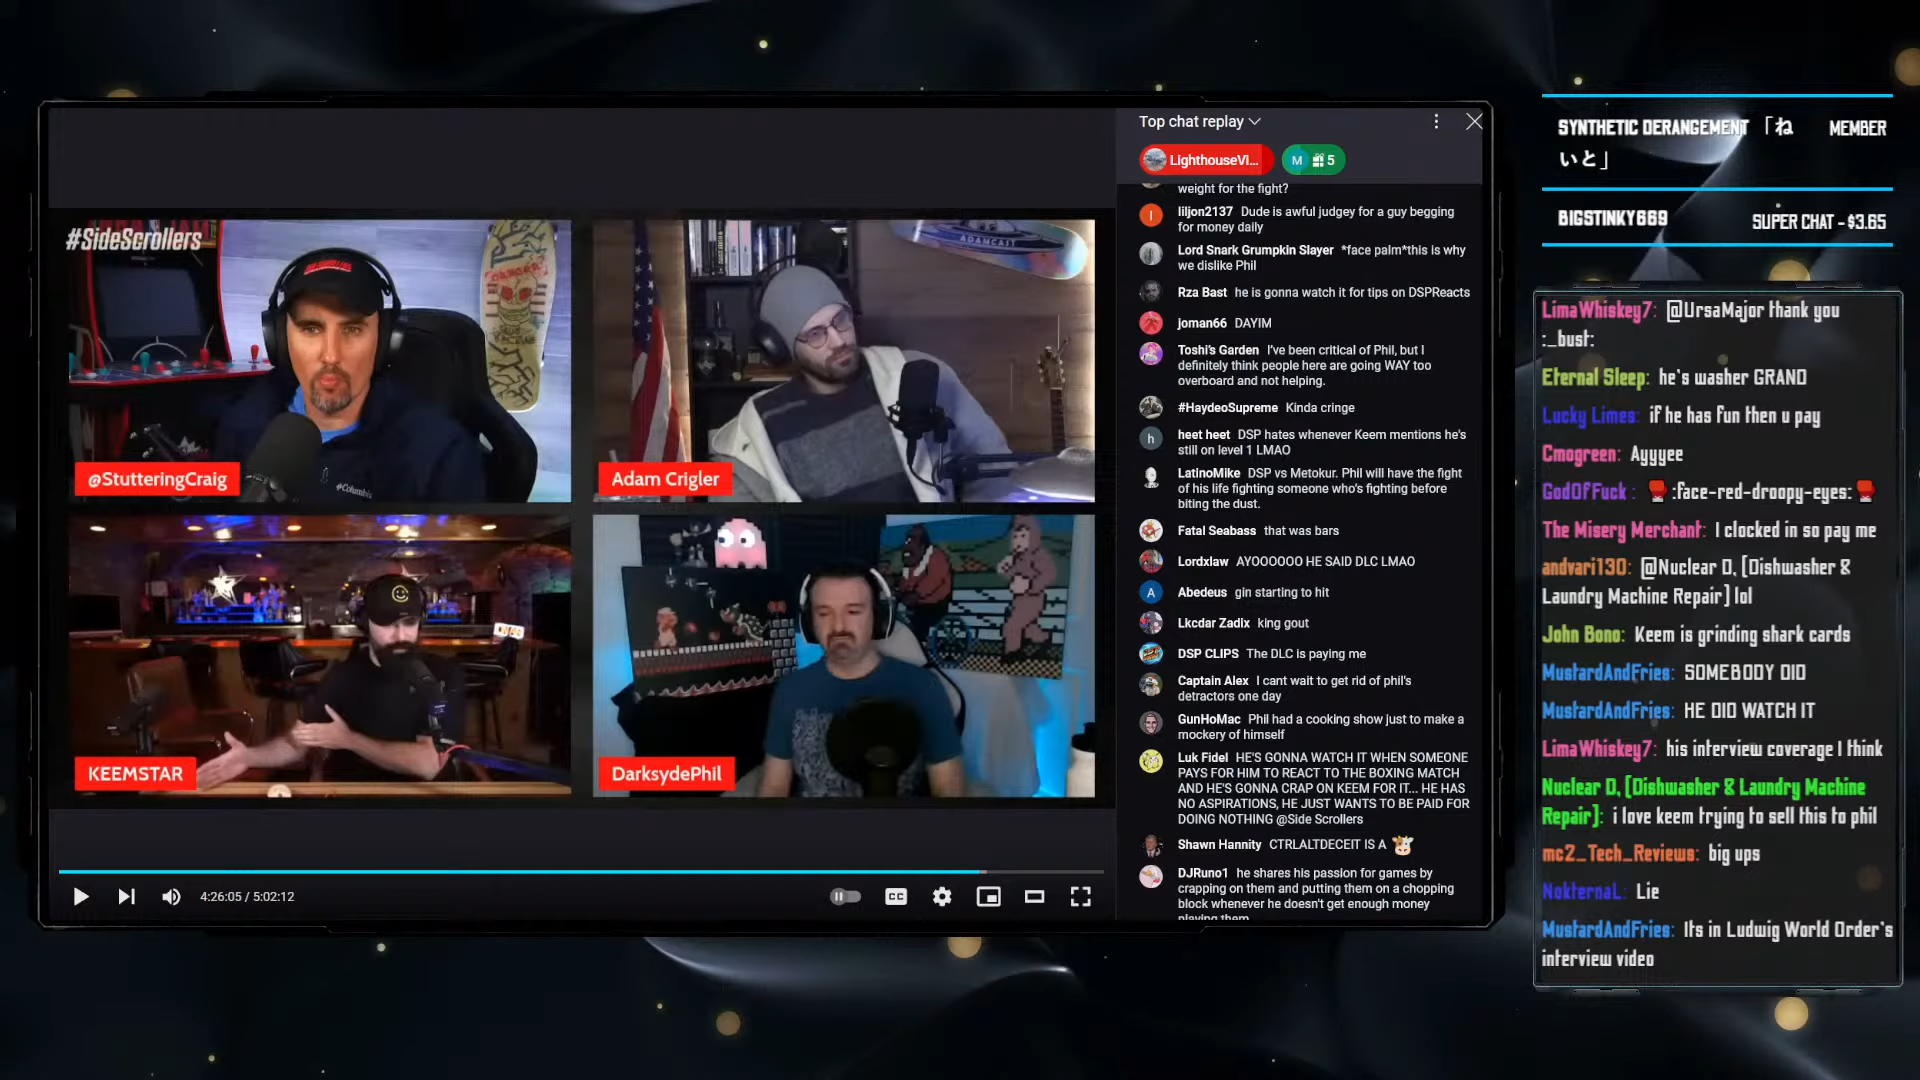 #SideScrollers
ADAMCAST
@StutteringCraig
Columbia
Adam Crigler
ON AIR
KEEMSTAR
DarksydePhil
4:26:05 / 5:02:12
CC
Top chat replay
LighthouseVi...
M 5
weight for the fight?
liljon2137 Dude is awful judgey for a guy begging
for money daily
Lord Snark Grumpkin Slayer *face palm*this is why
we dislike Phil
Rza Bast he is gonna watch it for tips on DSPReacts
joman66 DAYIM
Toshi's Garden I've been critical of Phil, but I
definitely think people here are going WAY too
overboard and not helping.
#HaydeoSupreme Kinda cringe
h heet heet DSP hates whenever Keem mentions he's
still on level 1 LMAO
LatinoMike DSP vs Metokur. Phil will have the fight
of his life fighting someone who's fighting before
biting the dust.
Fatal Seabass that was bars
Lordxlaw AYOOOOOO HE SAID DLC LMAO
A Abedeus gin starting to hit
Lkcdar Zadix king gout
DSP CLIPS The DLC is paying me
Captain Alex I cant wait to get rid of phil's
detractors one day
GunHoMac Phil had a cooking show just to make a
mockery of himself
Luk Fidel HE'S GONNA WATCH IT WHEN SOMEONE
PAYS FOR HIM TO REACT TO THE BOXING MATCH
AND HE'S GONNA CRAP ON KEEM FOR IT... HE HAS
NO ASPIRATIONS, HE JUST WANTS TO BE PAID FOR
DOING NOTHING @Side Scrollers
Shawn Hannity CTRLALTDECEIT IS A
DJRuno1 he shares his passion for games by
crapping on them and putting them on a chopping
block whenever he doesn't get enough money
playing them
SYNTHETIC DERANGEMENT 「ね MEMBER
いと」
BIGSTINKY669 SUPER CHAT - $3.65
LimaWhiskey7: @UrsaMajor thank you
:_bust:
Eternal Sleep: he's washer GRAND
Lucky Limes: if he has fun then u pay
Cmogreen: Ayyyee
GodOfFuck : :face-red-droopy-eyes:
The Misery Merchant: I clocked in so pay me
andvari130: @Nuclear D, [Dishwasher &
Laundry Machine Repair] lol
John Bono: Keem is grinding shark cards
MustardAndFries: SOMEBODY DID
MustardAndFries: HE DID WATCH IT
LimaWhiskey7: his interview coverage I think
Nuclear D, [Dishwasher & Laundry Machine
Repair]: i love keem trying to sell this to phil
mc2_Tech_Reviews: big ups
NokternaL: Lie
MustardAndFries: Its in Ludwig World Order's
interview video